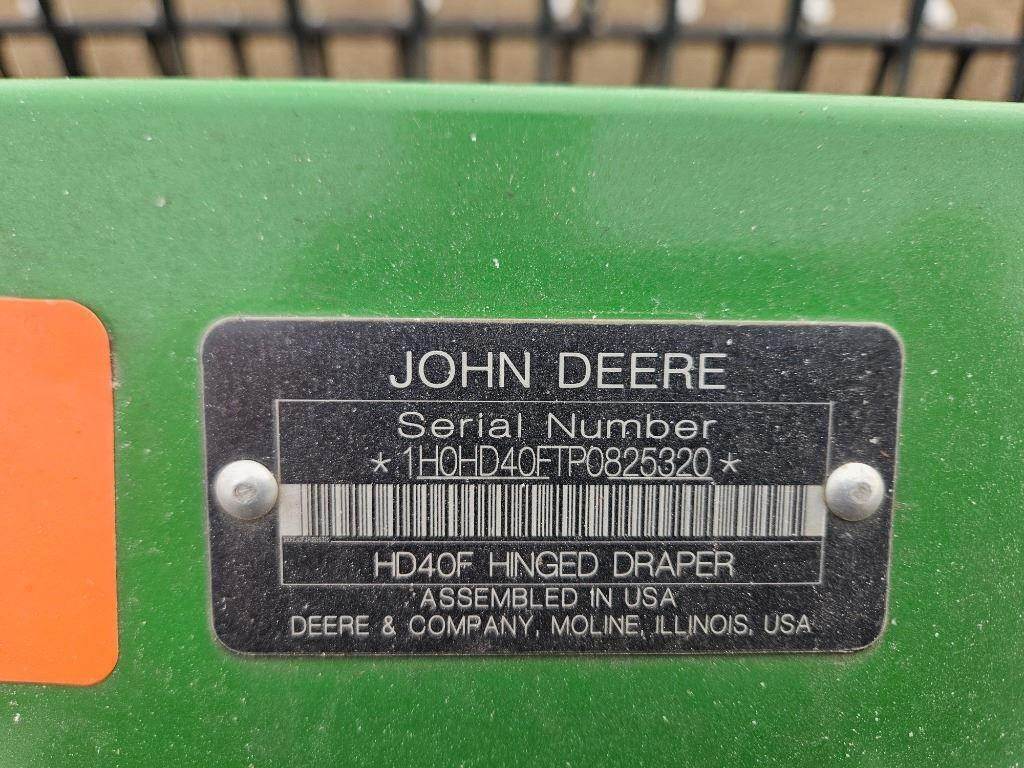 JOHN DEERE
Serial Number
* 1H0HD40FTP0825320 *
HD40F HINGED DRAPER
ASSEMBLED IN USA
DEERE & COMPANY, MOLINE, ILLINOIS, USA